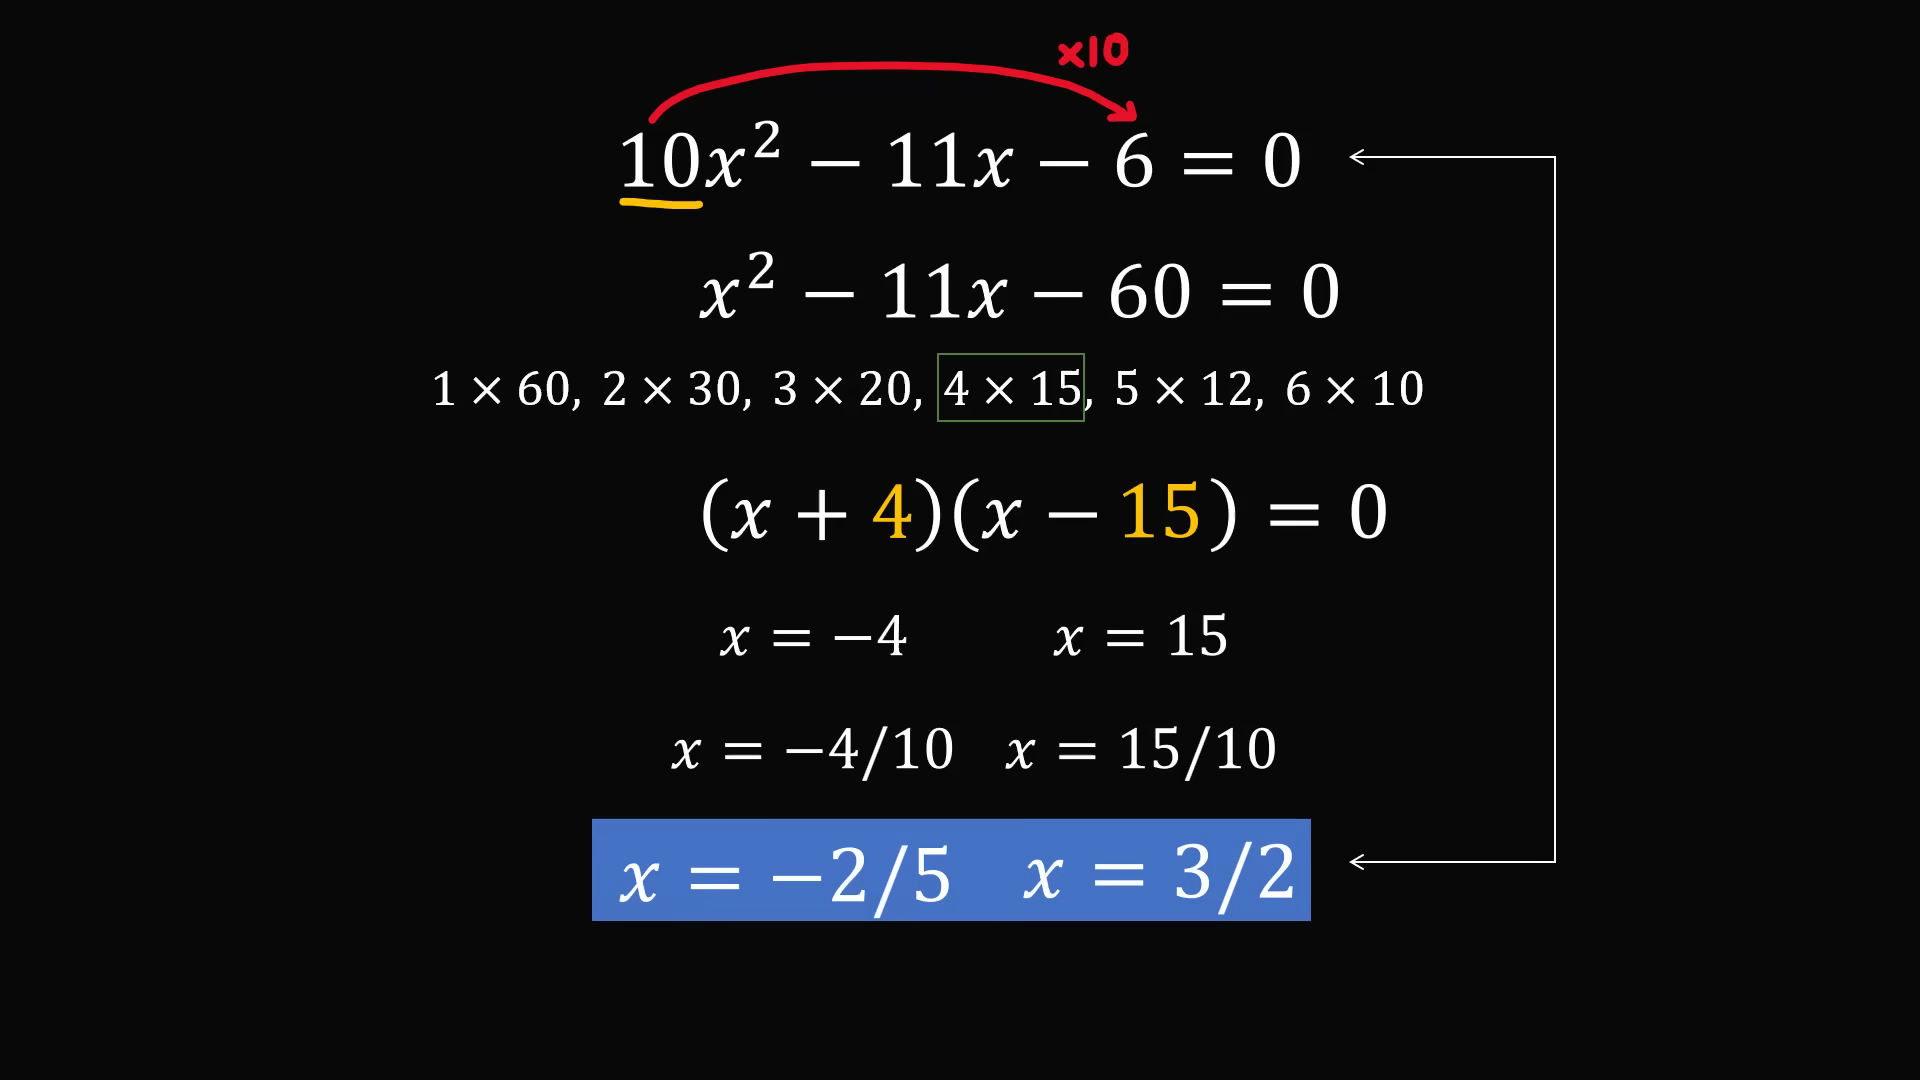 ×10
10x² − 11x − 6 = 0
x² − 11x − 60 = 0
1 × 60, 2 × 30, 3 × 20, 4 × 15, 5 × 12, 6 × 10
(x + 4)(x − 15) = 0
x = −4 x = 15
x = −4/10 x = 15/10
x = −2/5 x = 3/2